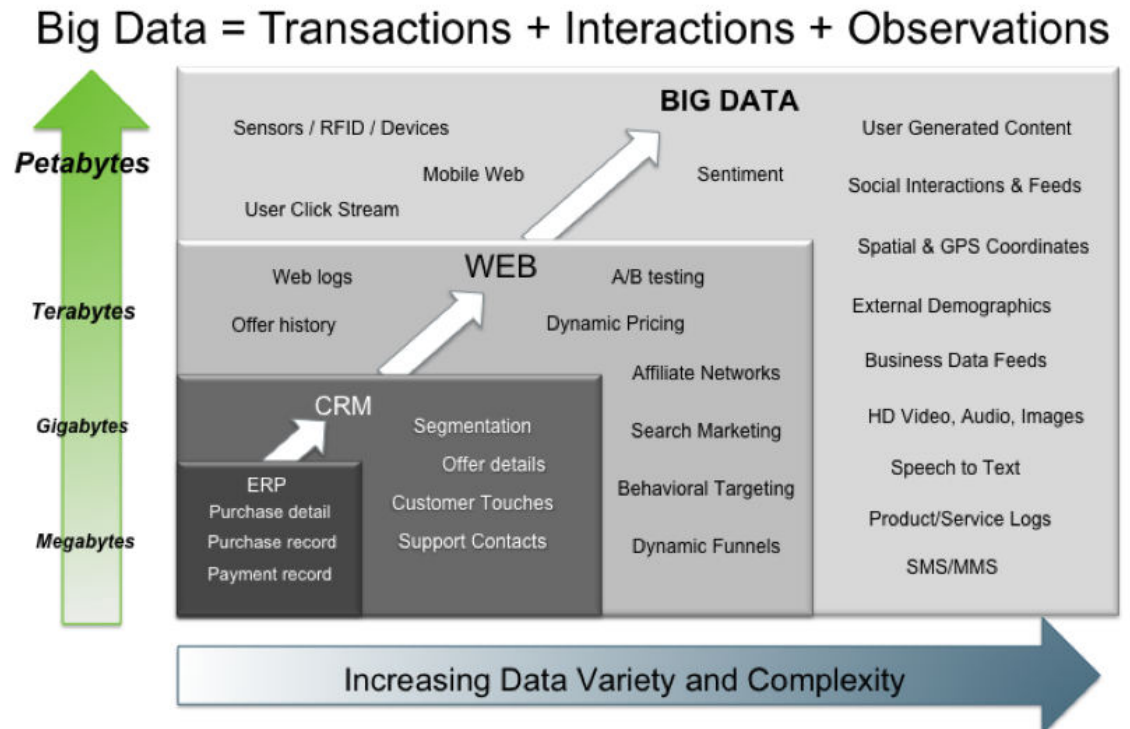 Big Data = Transactions + Interactions + Observations
BIG DATA
Sensors / RFID / Devices
User Generated Content
Petabytes
Mobile Web
Sentiment
Social Interactions & Feeds
User Click Stream
Spatial & GPS Coordinates
WEB
Web logs
A/B testing
Terabytes
External Demographics
Offer history
Dynamic Pricing
Business Data Feeds
Affiliate Networks
CRM
Gigabytes
Segmentation
Search Marketing
HD Video, Audio, Images
Offer details
Speech to Text
ERP
Behavioral Targeting
Customer Touches
Purchase detail
Product/Service Logs
Megabytes
Purchase record
Support Contacts
Dynamic Funnels
SMS/MMS
Payment record
Increasing Data Variety and Complexity